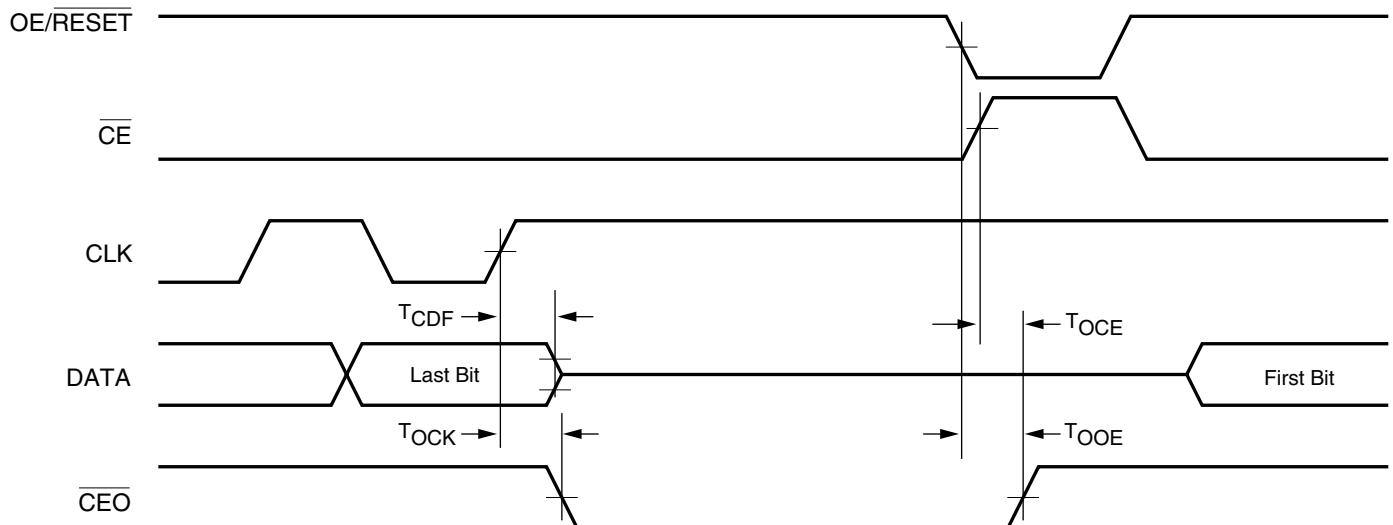 OE/RESET
CE
CLK
TCDF
TOCE
DATA
Last Bit
First Bit
TOCK
TOOE
CEO